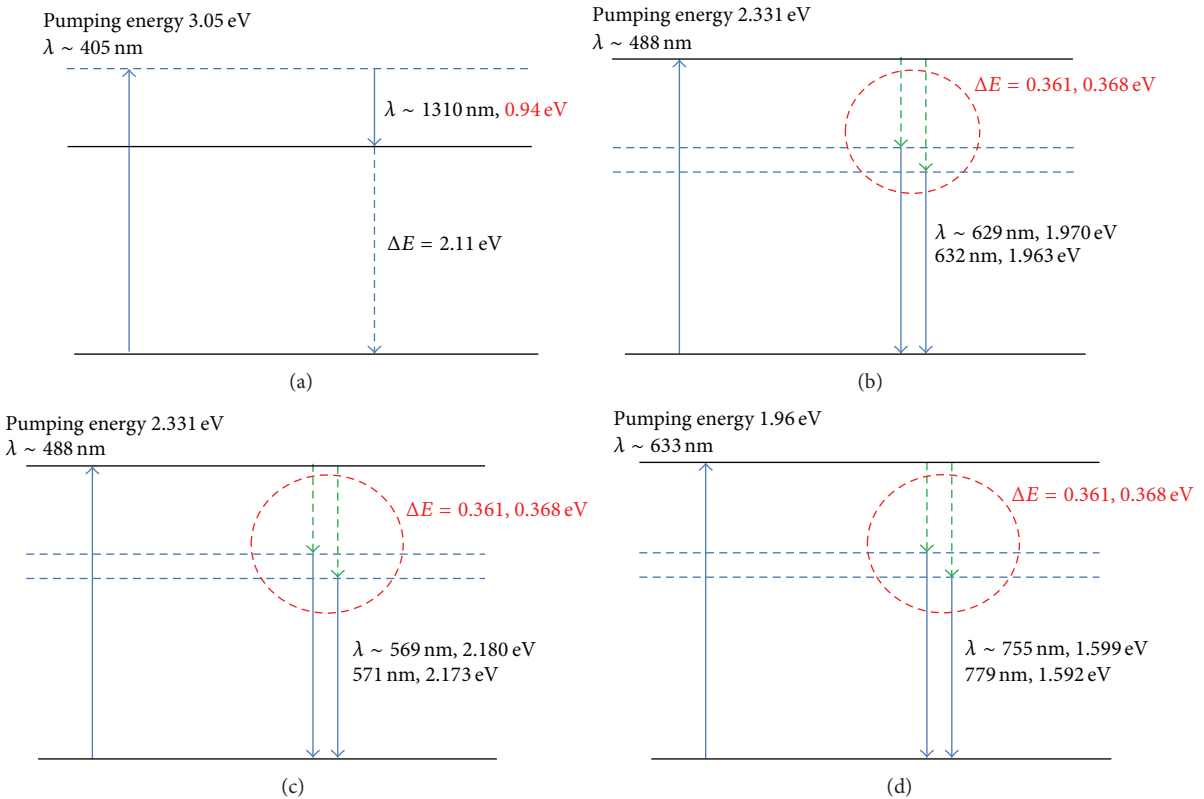 Pumping energy 3.05 eV
λ ~ 405 nm
λ ~ 1310 nm, 0.94 eV
ΔE = 2.11 eV
(a)
Pumping energy 2.331 eV
λ ~ 488 nm
ΔE = 0.361, 0.368 eV
λ ~ 629 nm, 1.970 eV
632 nm, 1.963 eV
(b)
Pumping energy 2.331 eV
λ ~ 488 nm
ΔE = 0.361, 0.368 eV
λ ~ 569 nm, 2.180 eV
571 nm, 2.173 eV
(c)
Pumping energy 1.96 eV
λ ~ 633 nm
ΔE = 0.361, 0.368 eV
λ ~ 755 nm, 1.599 eV
779 nm, 1.592 eV
(d)